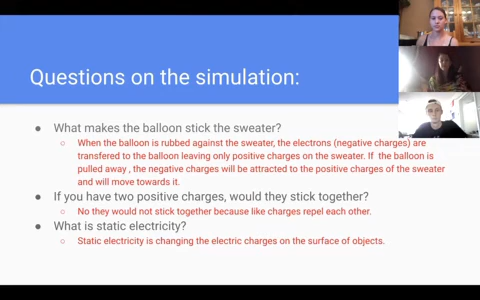 Questions on the simulation:
● What makes the balloon stick the sweater?
○ When the balloon is rubbed against the sweater, the electrons (negative charges) are
transfered to the balloon leaving only positive charges on the sweater. If the balloon is
pulled away , the negative charges will be attracted to the positive charges of the sweater
and will move towards it.
● If you have two positive charges, would they stick together?
○ No they would not stick together because like charges repel each other.
● What is static electricity?
○ Static electricity is changing the electric charges on the surface of objects.